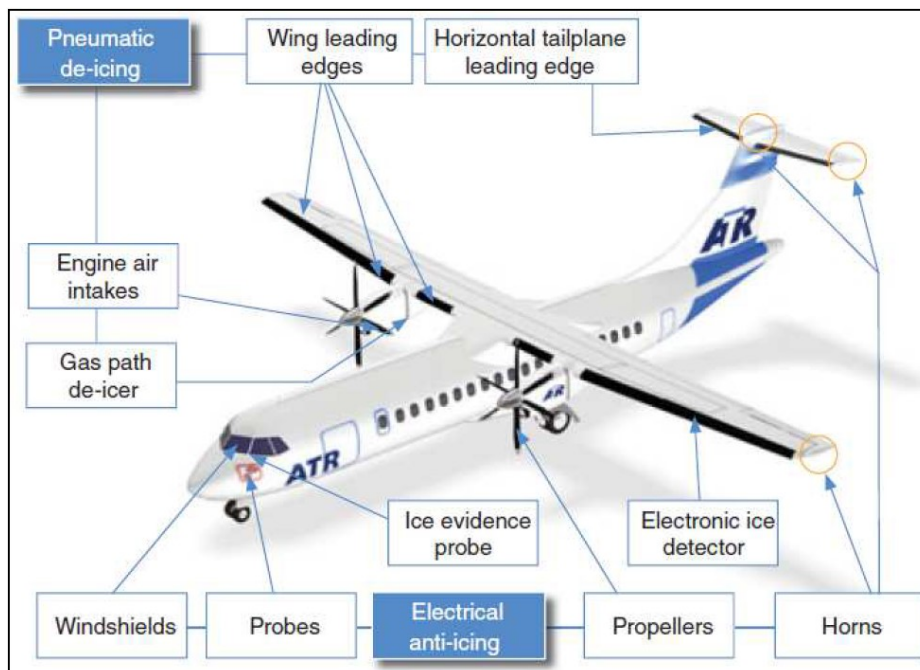 Pneumatic
de-icing
Wing leading
edges
Horizontal tailplane
leading edge
Engine air
intakes
Gas path
de-icer
ATR
ATR
AR
Ice evidence
probe
Electronic ice
detector
Windshields
Probes
Electrical
anti-icing
Propellers
Horns